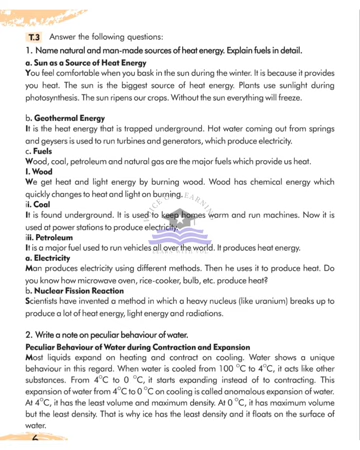 T.3 Answer the following questions:
1. Name natural and man-made sources of heat energy. Explain fuels in detail.
a. Sun as a Source of Heat Energy
You feel comfortable when you bask in the sun during the winter. It is because it provides
you heat. The sun is the biggest source of heat energy. Plants use sunlight during
photosynthesis. The sun ripens our crops. Without the sun everything will freeze.
b. Geothermal Energy
It is the heat energy that is trapped underground. Hot water coming out from springs
and geysers is used to run turbines and generators, which produce electricity.
c. Fuels
Wood, coal, petroleum and natural gas are the major fuels which provide us heat.
I. Wood
We get heat and light energy by burning wood. Wood has chemical energy which
quickly changes to heat and light on burning.
ii. Coal
It is found underground. It is used to keep homes warm and run machines. Now it is
used at power stations to produce electricity.
iii. Petroleum
It is a major fuel used to run vehicles all over the world. It produces heat energy.
a. Electricity
Man produces electricity using different methods. Then he uses it to produce heat. Do
you know how microwave oven, rice-cooker, bulb, etc. produce heat?
b. Nuclear Fission Reaction
Scientists have invented a method in which a heavy nucleus (like uranium) breaks up to
produce a lot of heat energy, light energy and radiations.
2. Write a note on peculiar behaviour of water.
Peculiar Behaviour of Water during Contraction and Expansion
Most liquids expand on heating and contract on cooling. Water shows a unique
behaviour in this regard. When water is cooled from 100 °C to 4°C, it acts like other
substances. From 4°C to 0 °C, it starts expanding instead of to contracting. This
expansion of water from 4°C to 0 °C on cooling is called anomalous expansion of water.
At 4°C, it has the least volume and maximum density. At 0 °C, it has maximum volume
but the least density. That is why ice has the least density and it floats on the surface of
water.
6